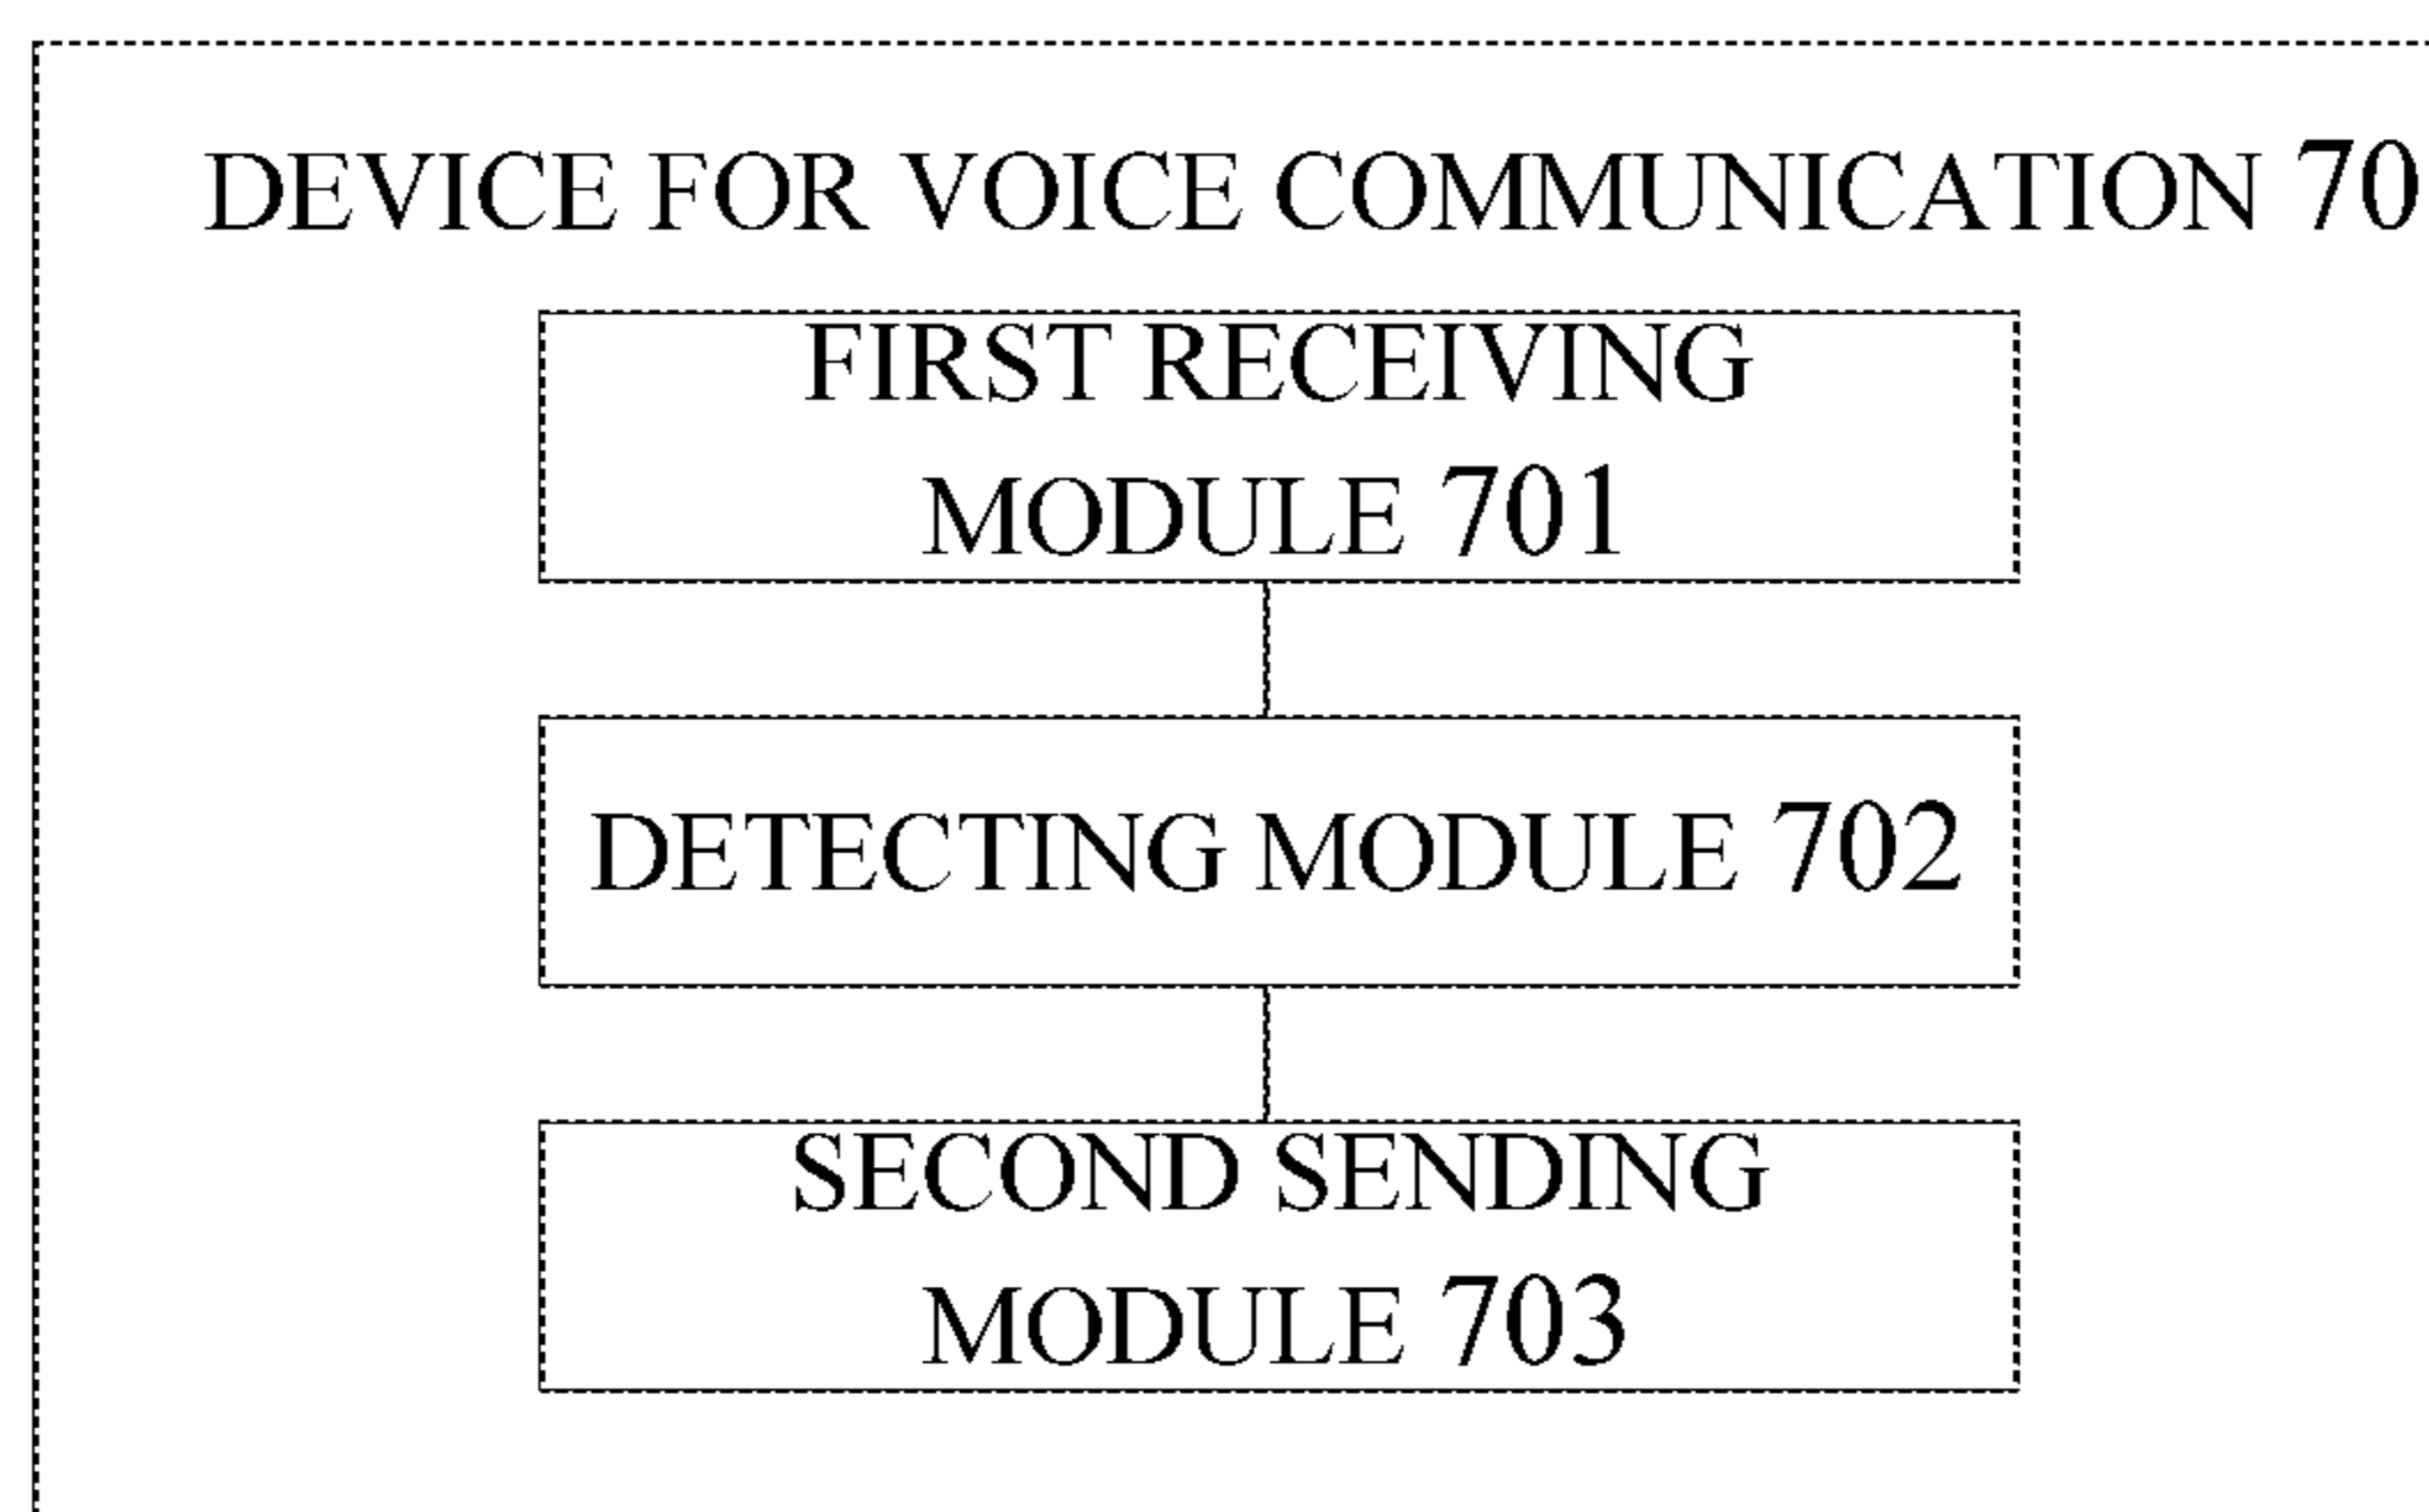 DEVICE FOR VOICE COMMUNICATION 70
FIRST RECEIVING
MODULE 701
DETECTING MODULE 702
SECOND SENDING
MODULE 703